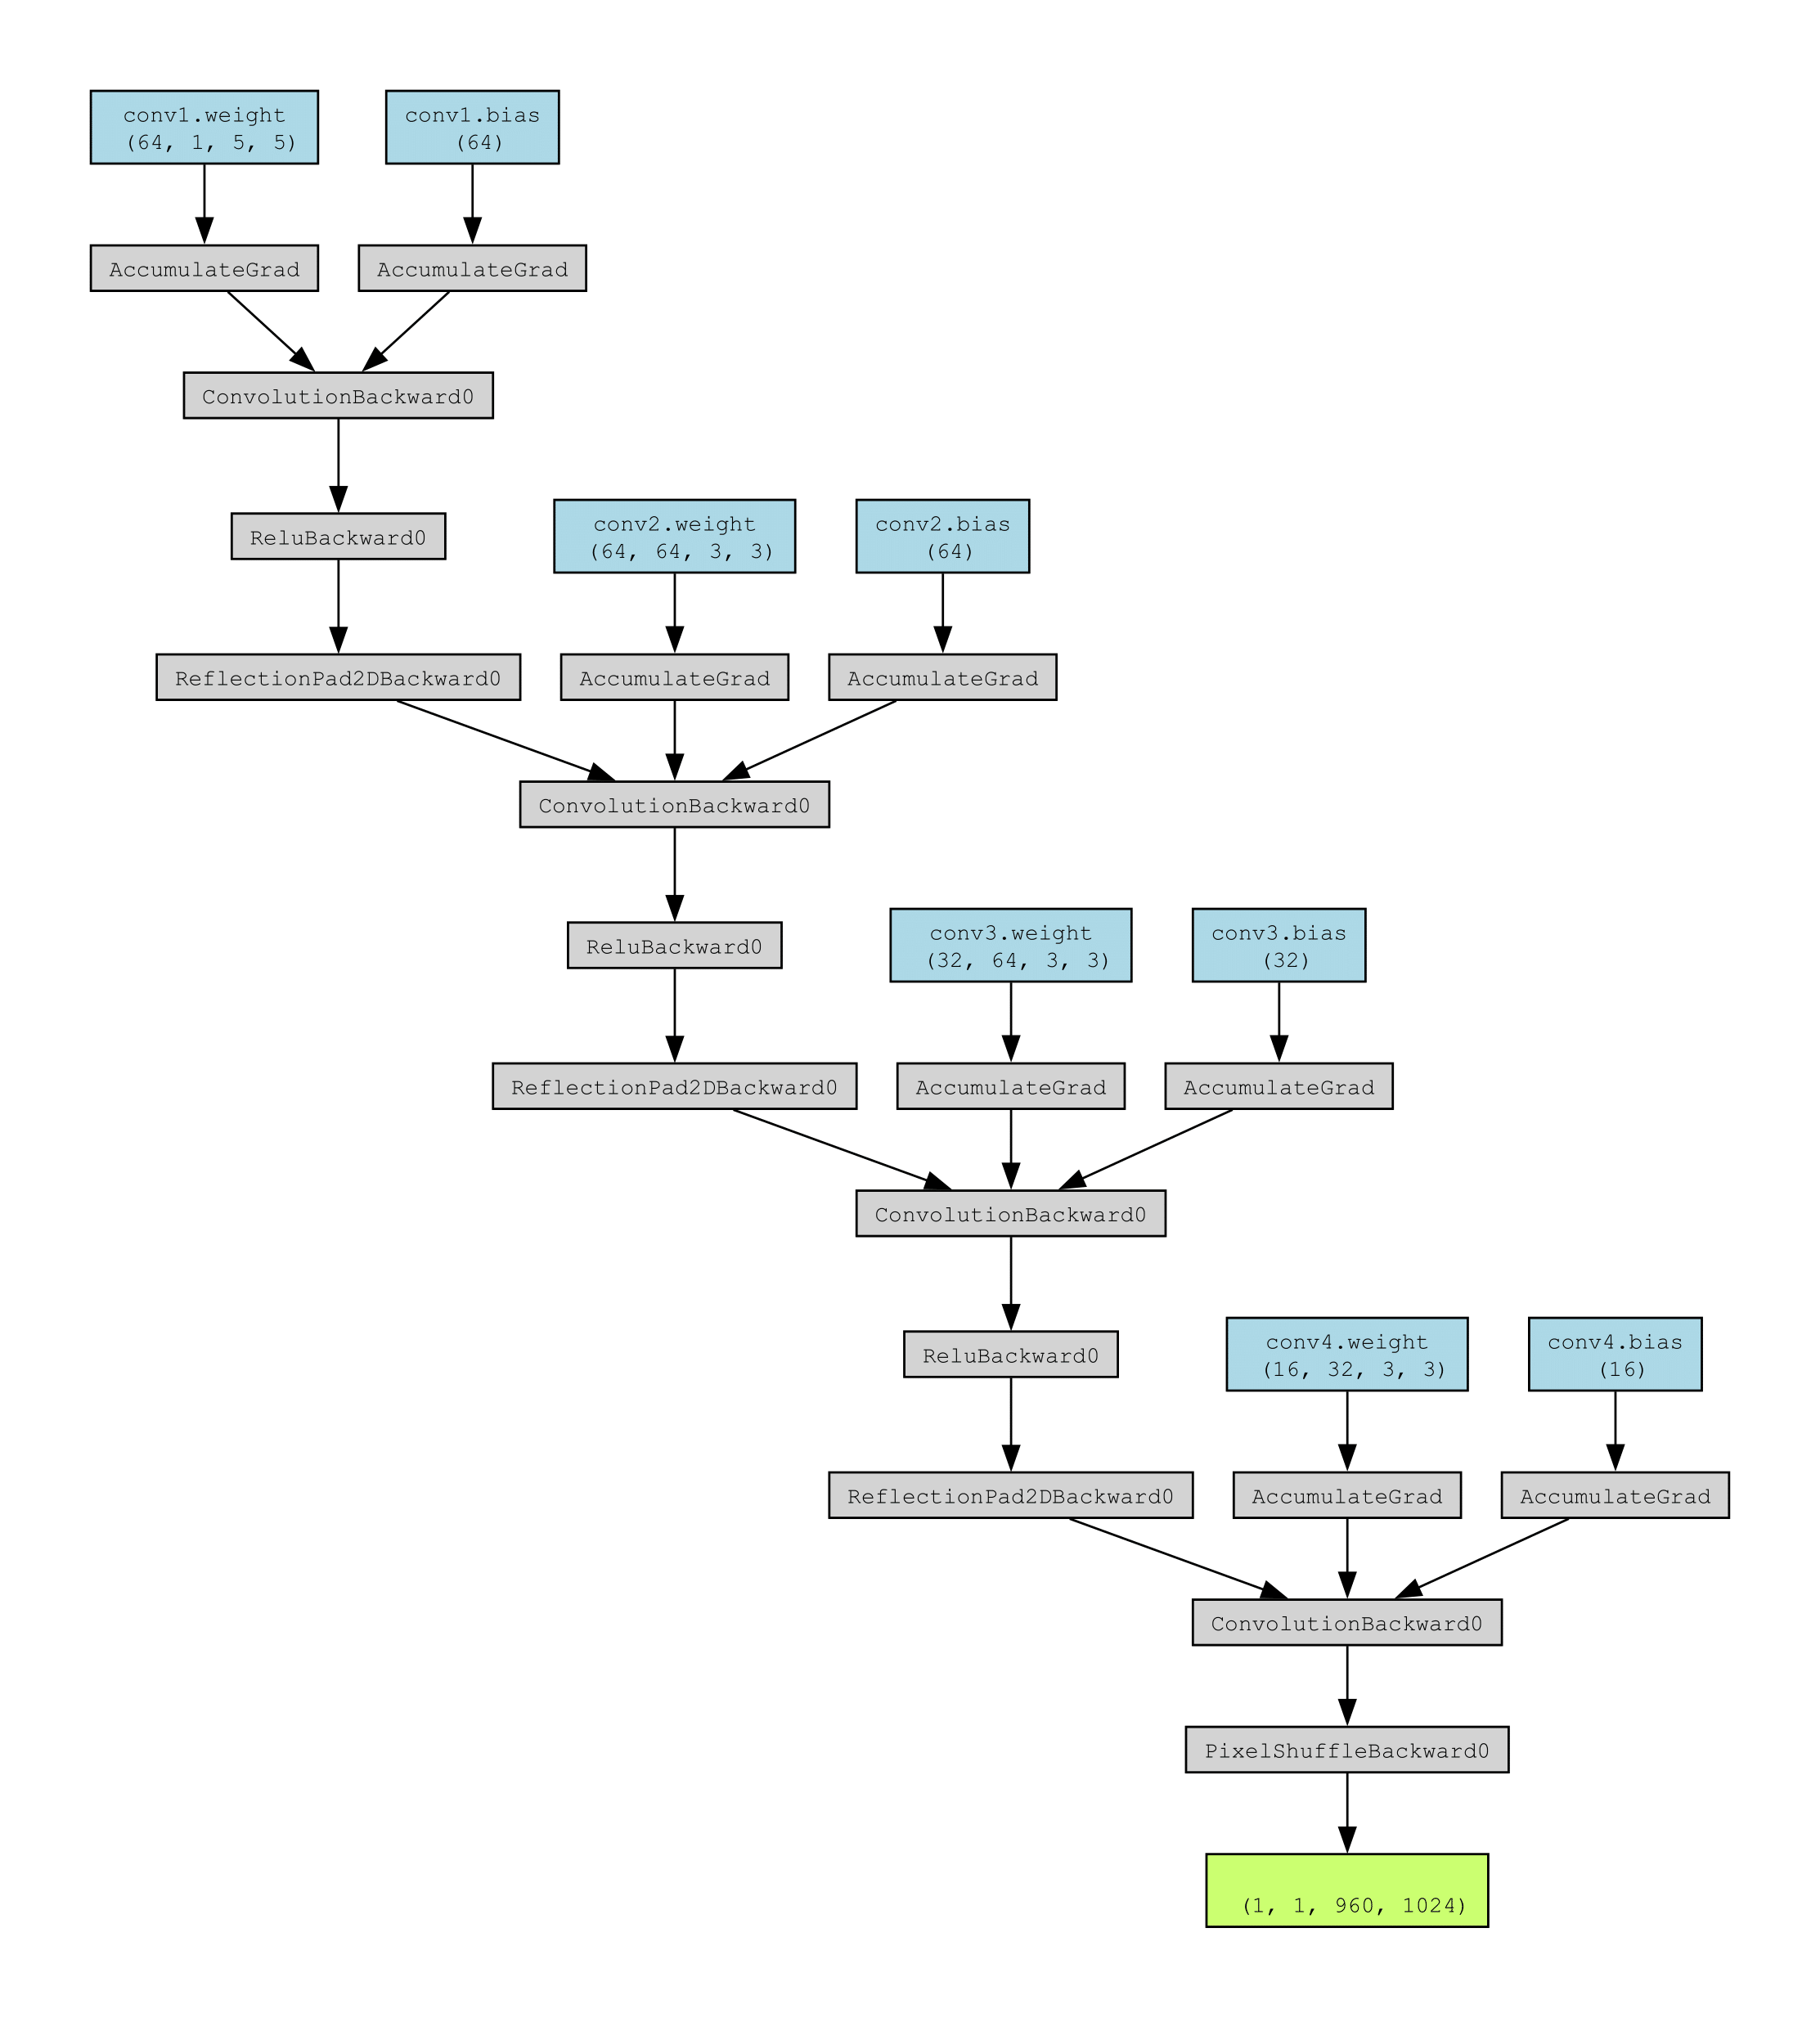 conv1.weight
(64, 1, 5, 5)
conv1.bias
(64)
AccumulateGrad
AccumulateGrad
ConvolutionBackward0
ReluBackward0
conv2.weight
(64, 64, 3, 3)
conv2.bias
(64)
ReflectionPad2DBackward0
AccumulateGrad
AccumulateGrad
ConvolutionBackward0
ReluBackward0
conv3.weight
(32, 64, 3, 3)
conv3.bias
(32)
ReflectionPad2DBackward0
AccumulateGrad
AccumulateGrad
ConvolutionBackward0
ReluBackward0
conv4.weight
(16, 32, 3, 3)
conv4.bias
(16)
ReflectionPad2DBackward0
AccumulateGrad
AccumulateGrad
ConvolutionBackward0
PixelShuffleBackward0
(1, 1, 960, 1024)